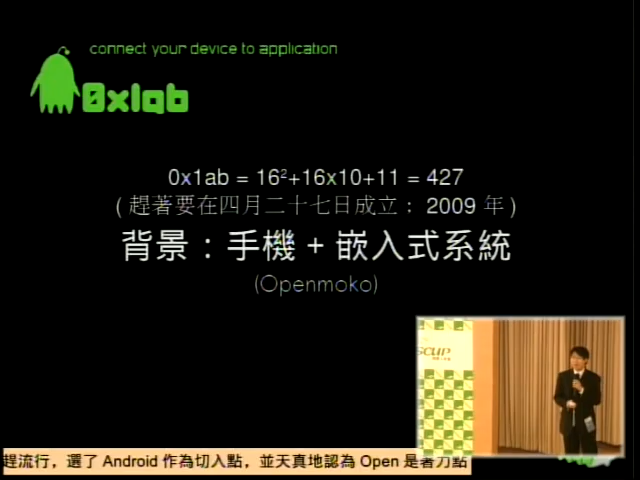 connect your device to application
0xlab
0x1ab = 16²+16x10+11 = 427
( 趕著要在四月二十七日成立； 2009 年 )
背景：手機 + 嵌入式系統
(Openmoko)
SCUP
趕流行，選了 Android 作為切入點，並天真地認為 Open 是著力點